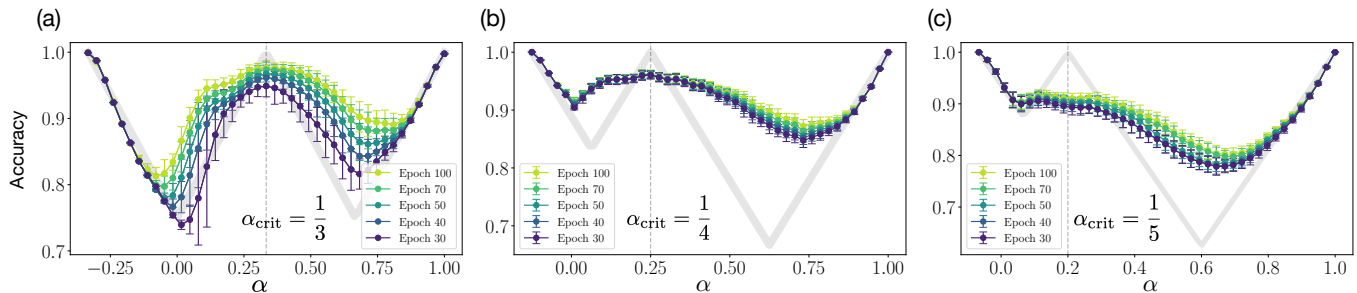 (a)
Accuracy
1.0
0.9
0.8
0.7
Epoch 100
Epoch 70
Epoch 50
Epoch 40
Epoch 30
α_crit = 1/3
−0.25 0.00 0.25 0.50 0.75 1.00
α
(b)
1.0
0.9
0.8
0.7
Epoch 100
Epoch 70
Epoch 50
Epoch 40
Epoch 30
α_crit = 1/4
0.00 0.25 0.50 0.75 1.00
α
(c)
1.0
0.9
0.8
0.7
Epoch 100
Epoch 70
Epoch 50
Epoch 40
Epoch 30
α_crit = 1/5
0.0 0.2 0.4 0.6 0.8 1.0
α